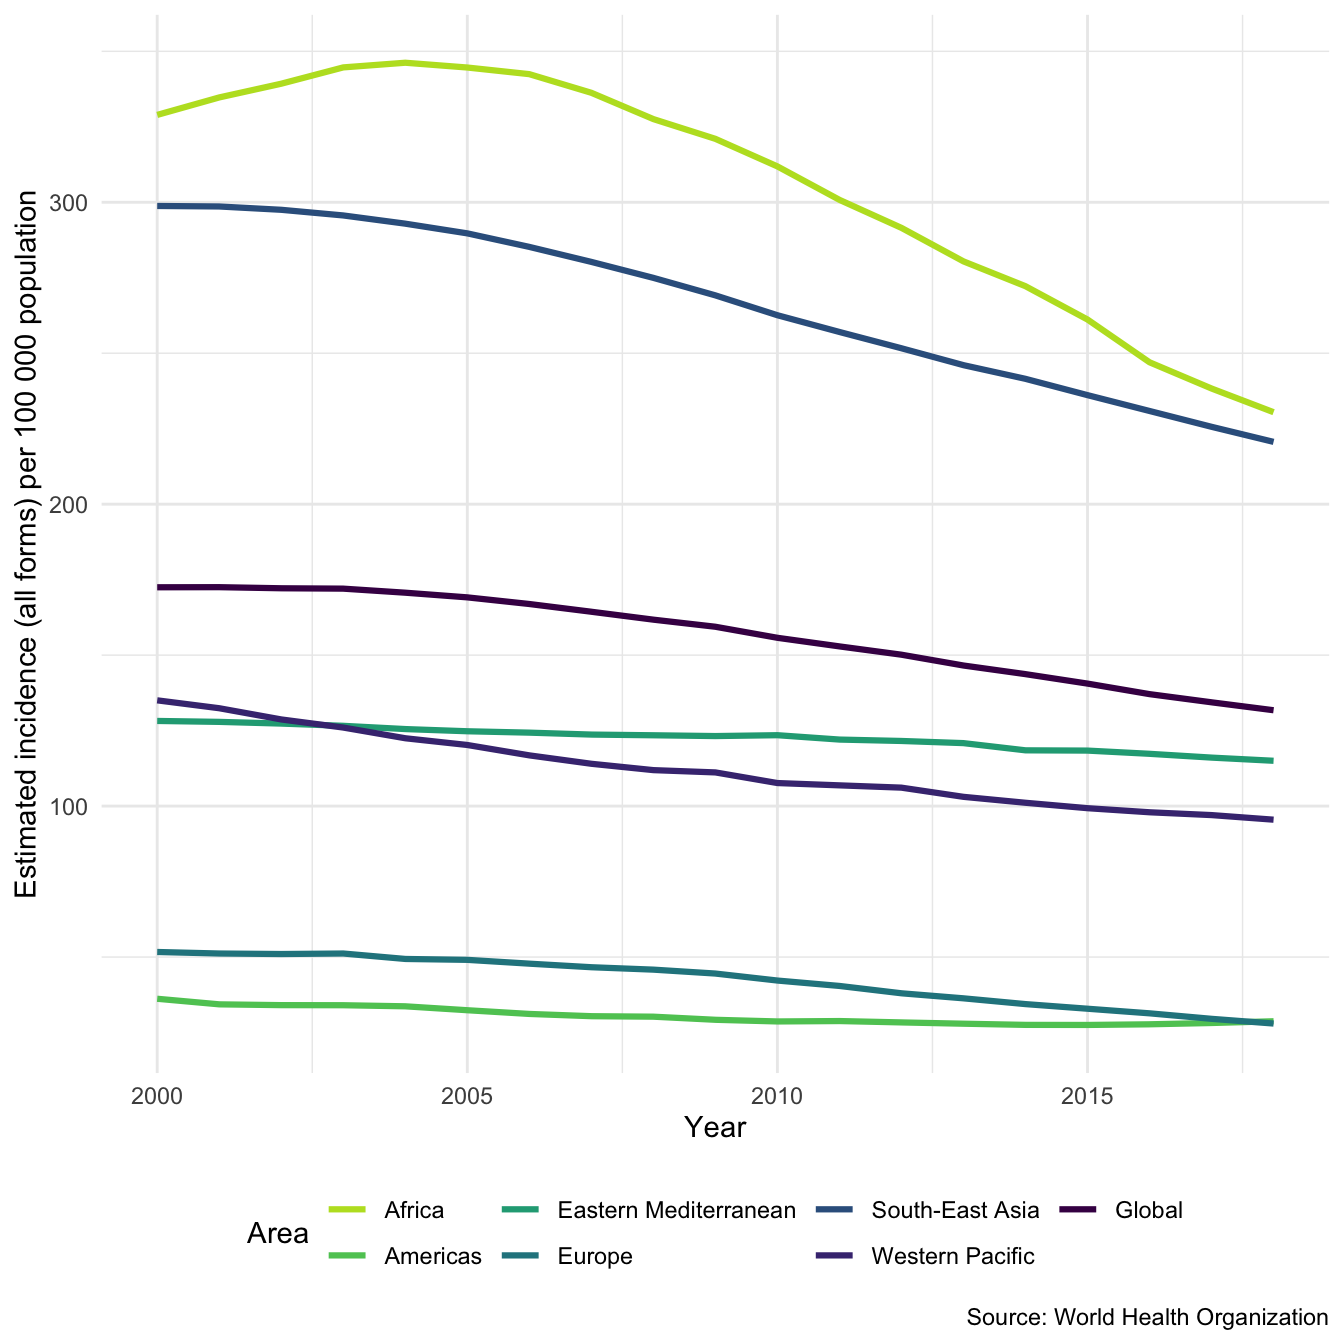 Estimated incidence (all forms) per 100 000 population
300
200
100
2000 2005 2010 2015
Year
Area
Africa Eastern Mediterranean South-East Asia Global
Americas Europe Western Pacific
Source: World Health Organization